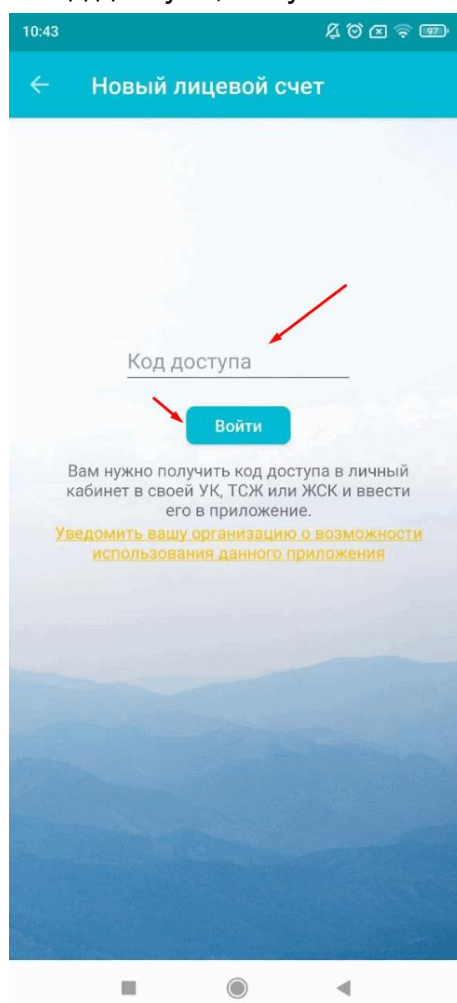 10:43
97
Новый лицевой счет
Код доступа
Войти
Вам нужно получить код доступа в личный
кабинет в своей УК, ТСЖ или ЖСК и ввести
его в приложение.
Уведомить вашу организацию о возможности
использования данного приложения